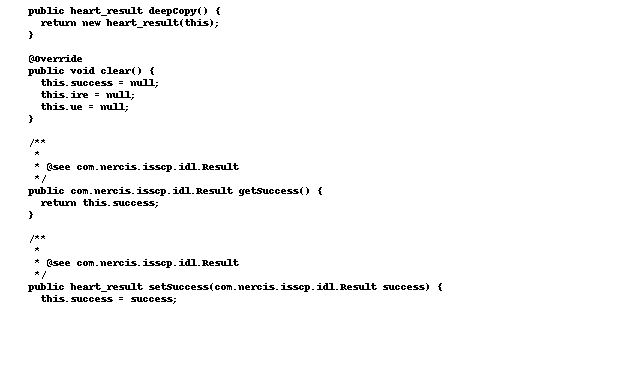 public heart_result deepCopy() {
  return new heart_result(this);
}

@Override
public void clear() {
  this.success = null;
  this.ire = null;
  this.ue = null;
}

/**
 *
 * @see com.nercis.isscp.idl.Result
 */
public com.nercis.isscp.idl.Result getSuccess() {
  return this.success;
}

/**
 *
 * @see com.nercis.isscp.idl.Result
 */
public heart_result setSuccess(com.nercis.isscp.idl.Result success) {
  this.success = success;